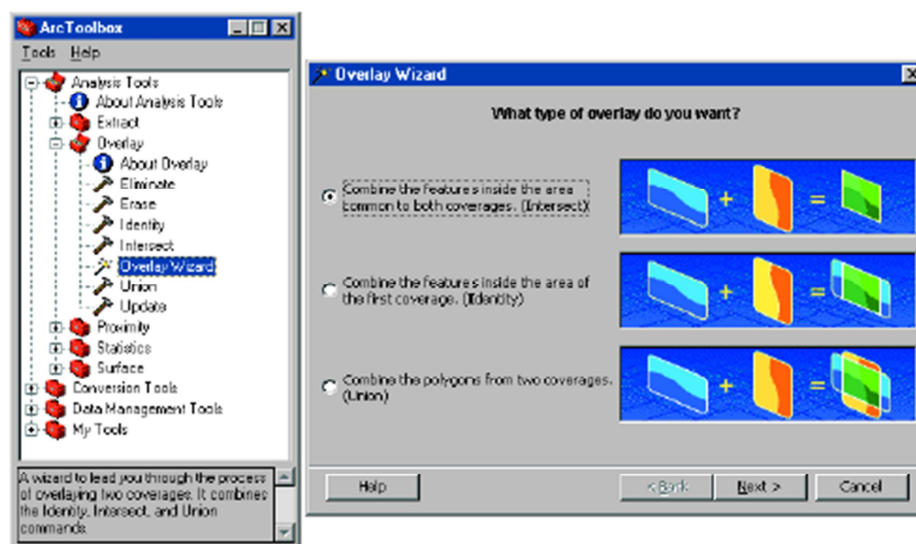 ArcToolbox
Tools Help
Analysis Tools
About Analysis Tools
Extract
Overlay
About Overlay
Eliminate
Erase
Identity
Intersect
Overlay Wizard
Union
Update
Proximity
Statistics
Surface
Conversion Tools
Data Management Tools
My Tools
A wizard to lead you through the process
of overlaying two coverages. It combines
the Identity, Intersect, and Union
commands.
Overlay Wizard
What type of overlay do you want?
Combine the features inside the area
common to both coverages. (Intersect)
+ =
Combine the features inside the area of
the first coverage. (Identity)
+ =
Combine the polygons from two coverages.
(Union)
+ =
Help
< Back
Next >
Cancel